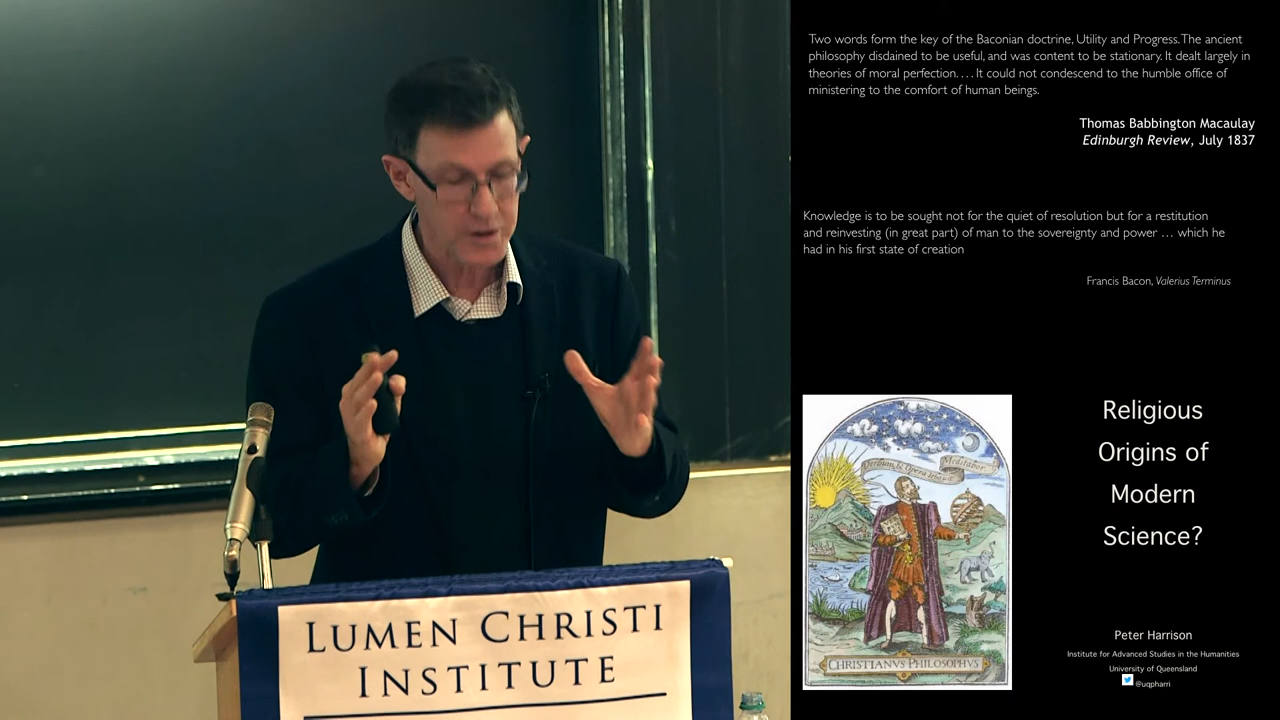 Two words form the key of the Baconian doctrine, Utility and Progress. The ancient
philosophy disdained to be useful, and was content to be stationary. It dealt largely in
theories of moral perfection. . . . It could not condescend to the humble office of
ministering to the comfort of human beings.
Thomas Babbington Macaulay
Edinburgh Review, July 1837
Knowledge is to be sought not for the quiet of resolution but for a restitution
and reinvesting (in great part) of man to the sovereignty and power … which he
had in his first state of creation
Francis Bacon, Valerius Terminus
Meditabor
CHRISTIANVS PHILOSOPHVS
Religious
Origins of
Modern
Science?
Peter Harrison
Institute for Advanced Studies in the Humanities
University of Queensland
@uqpharri
LUMEN CHRISTI
INSTITUTE